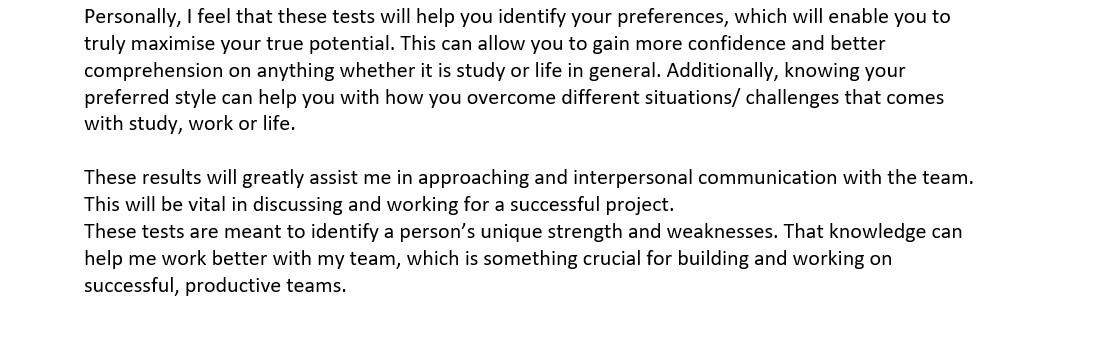 Personally, I feel that these tests will help you identify your preferences, which will enable you to
truly maximise your true potential. This can allow you to gain more confidence and better
comprehension on anything whether it is study or life in general. Additionally, knowing your
preferred style can help you with how you overcome different situations/ challenges that comes
with study, work or life.
These results will greatly assist me in approaching and interpersonal communication with the team.
This will be vital in discussing and working for a successful project.
These tests are meant to identify a person’s unique strength and weaknesses. That knowledge can
help me work better with my team, which is something crucial for building and working on
successful, productive teams.